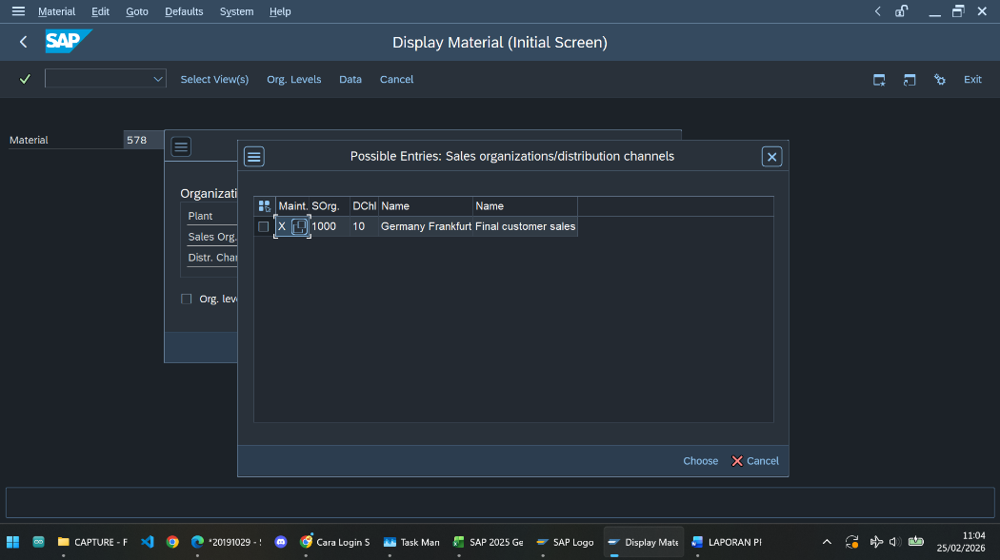 Material Edit Goto Defaults System Help
SAP Display Material (Initial Screen)
Select View(s) Org. Levels Data Cancel Exit
Material 578
Possible Entries: Sales organizations/distribution channels
Organizati
Plant
Sales Org.
Distr. Chan
Org. leve
Maint. SOrg. DChl Name Name
X 1000 10 Germany Frankfurt Final customer sales
Choose Cancel
CAPTURE - F *20191029 - Cara Login S Task Man SAP 2025 Ge SAP Logo Display Mate LAPORAN PF
11:04
25/02/2026